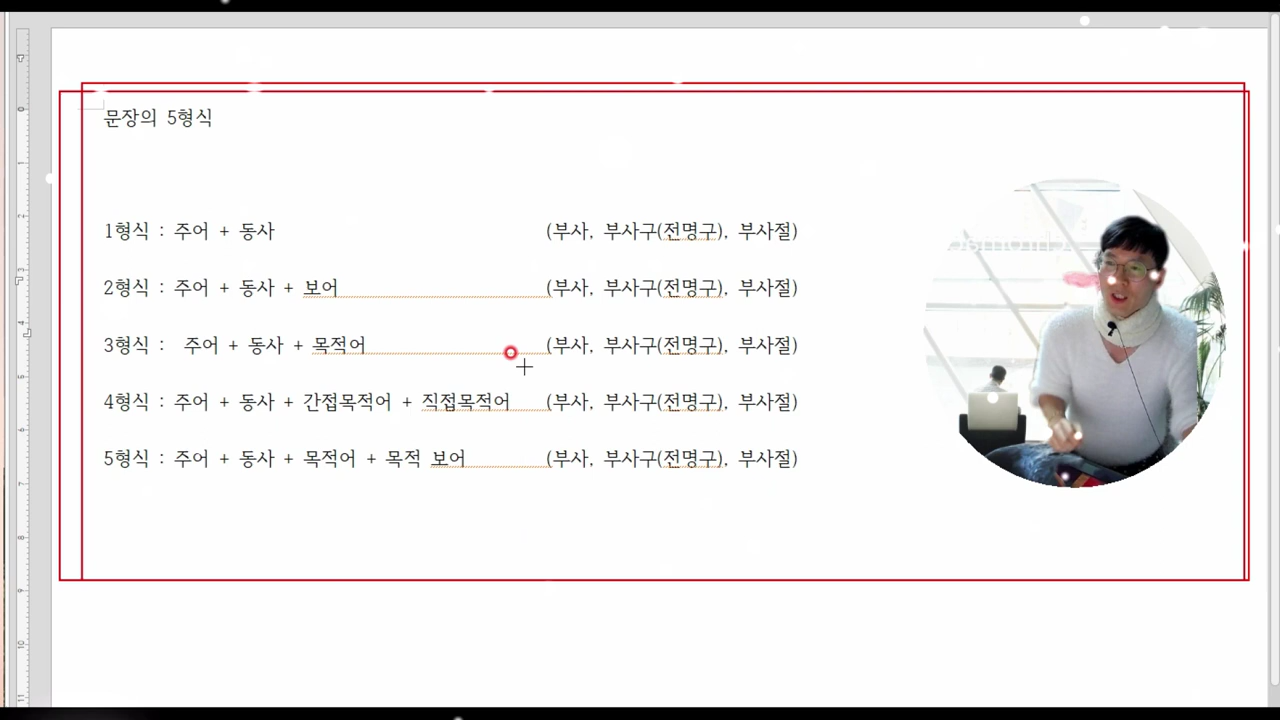 문장의 5형식
1형식 : 주어 + 동사 (부사, 부사구(전명구), 부사절)
2형식 : 주어 + 동사 + 보어 (부사, 부사구(전명구), 부사절)
3형식 : 주어 + 동사 + 목적어 (부사, 부사구(전명구), 부사절)
4형식 : 주어 + 동사 + 간접목적어 + 직접목적어 (부사, 부사구(전명구), 부사절)
5형식 : 주어 + 동사 + 목적어 + 목적 보어 (부사, 부사구(전명구), 부사절)